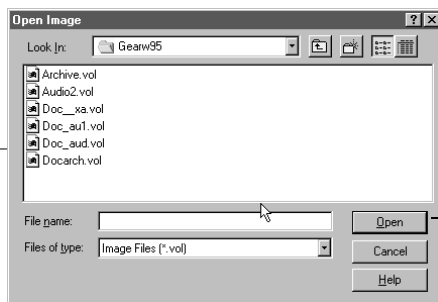 Open Image
Look In: Gearw95
Archive.vol
Audio2.vol
Doc__xa.vol
Doc_au1.vol
Doc_aud.vol
Docarch.vol
File name: Open
Files of type: Image Files (*.vol) Cancel
Help